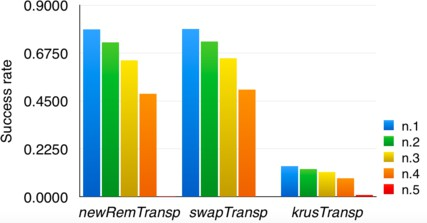 Success rate
0.9000
0.6750
0.4500
0.2250
0.0000
newRemTransp swapTransp krusTransp
n.1
n.2
n.3
n.4
n.5